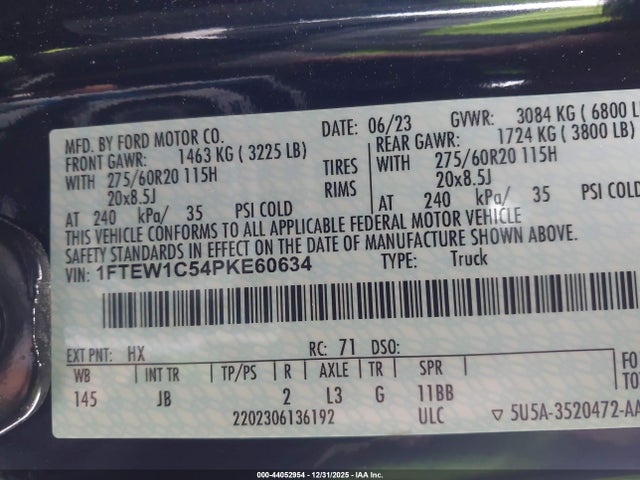 MFD. BY FORD MOTOR CO.
DATE: 06/23 GVWR: 3084 KG ( 6800 L
FRONT GAWR: 1463 KG ( 3225 LB)
REAR GAWR: 1724 KG ( 3800 LB)
WITH 275/60R20 115H TIRES WITH 275/60R20 115H
20x8.5J RIMS 20x8.5J
AT 240 kPa/ 35 PSI COLD AT 240 kPa/ 35 PSI COLD
THIS VEHICLE CONFORMS TO ALL APPLICABLE FEDERAL MOTOR VEHICLE
SAFETY STANDARDS IN EFFECT ON THE DATE OF MANUFACTURE SHOWN ABOVE.
VIN: 1FTEW1C54PKE60634 TYPE: Truck
EXT PNT: HX RC: 71 DSO:
WB INT TR TP/PS R AXLE TR SPR
145 JB 2 L3 G 11BB
2202306136192 ULC ▽ 5U5A-3520472-AA
FO
TO
000-44052954 - 12/31/2025 - IAA Inc.